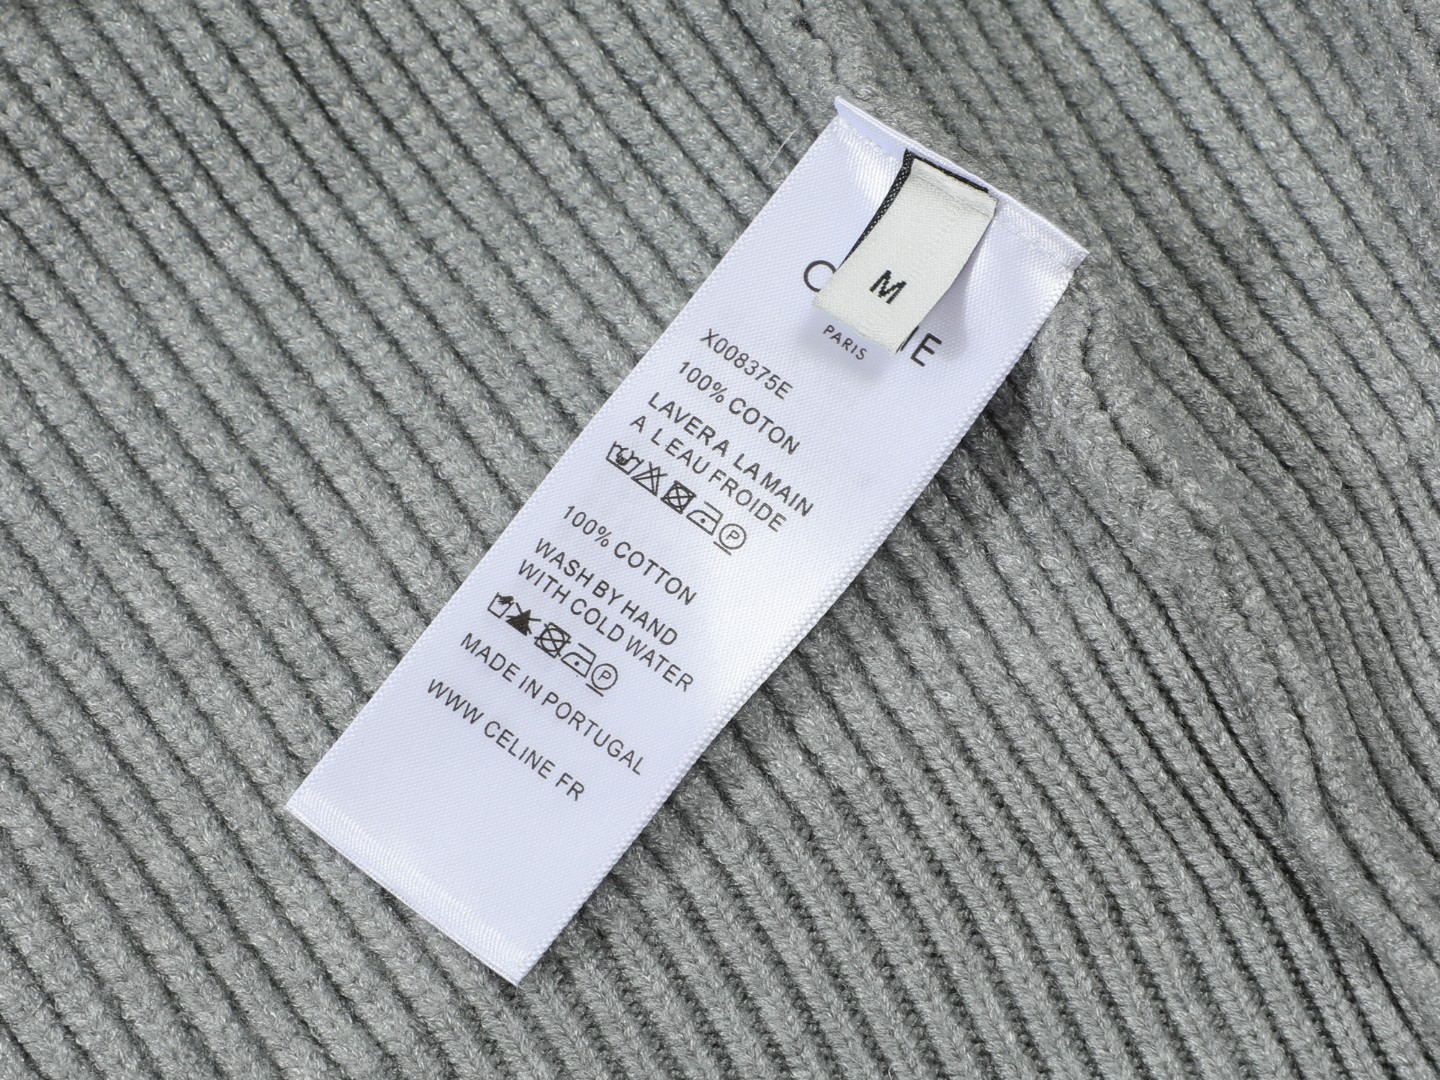 M
PARIS
X008375E
100% COTON
LAVER A LA MAIN
A L EAU FROIDE
P
100% COTTON
WASH BY HAND
WITH COLD WATER
P
MADE IN PORTUGAL
WWW CELINE FR